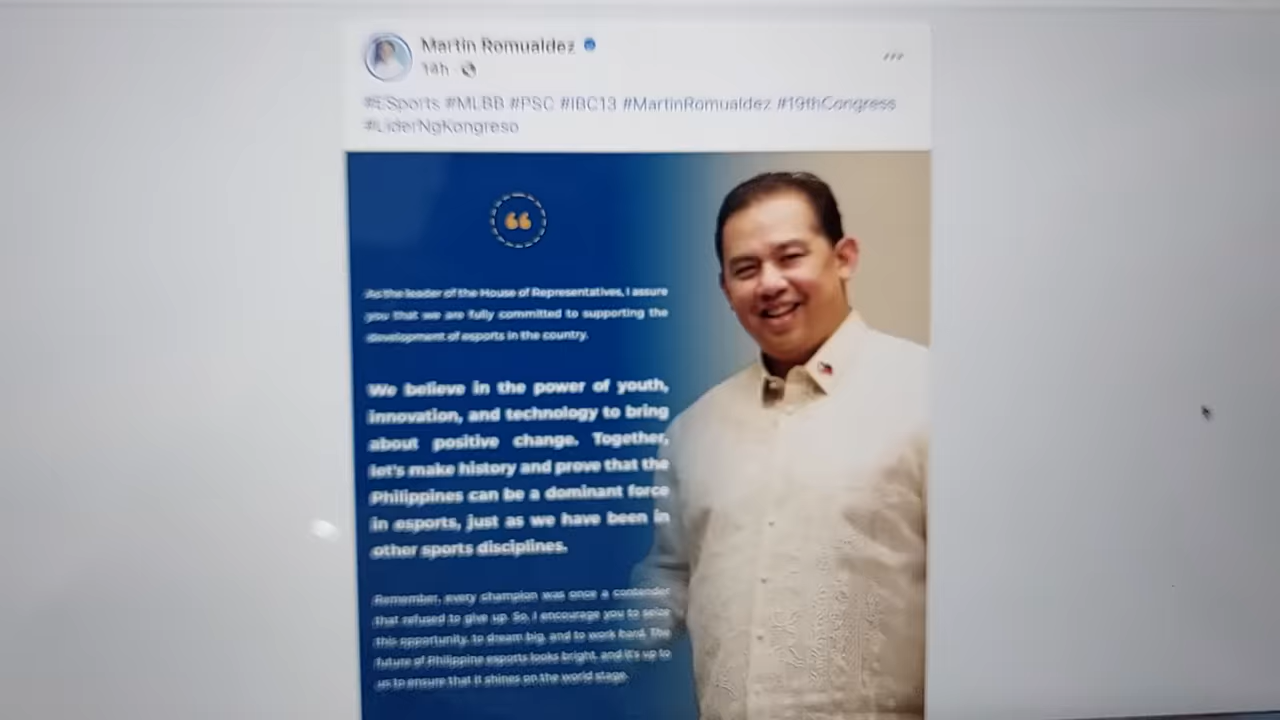 Martin Romualdez
14h
#ESports #MLBB #PSC #IBC13 #MartinRomualdez #19thCongress
#LiderNgKongreso
“
As the leader of the House of Representatives, I assure
you that we are fully committed to supporting the
development of esports in the country.
We believe in the power of youth,
innovation, and technology to bring
about positive change. Together,
let's make history and prove that the
Philippines can be a dominant force
in esports, just as we have been in
other sports disciplines.
Remember, every champion was once a contender
that refused to give up. So, I encourage you to seize
this opportunity, to dream big, and to work hard. The
future of Philippine esports looks bright, and it's up to
us to ensure that it shines on the world stage.